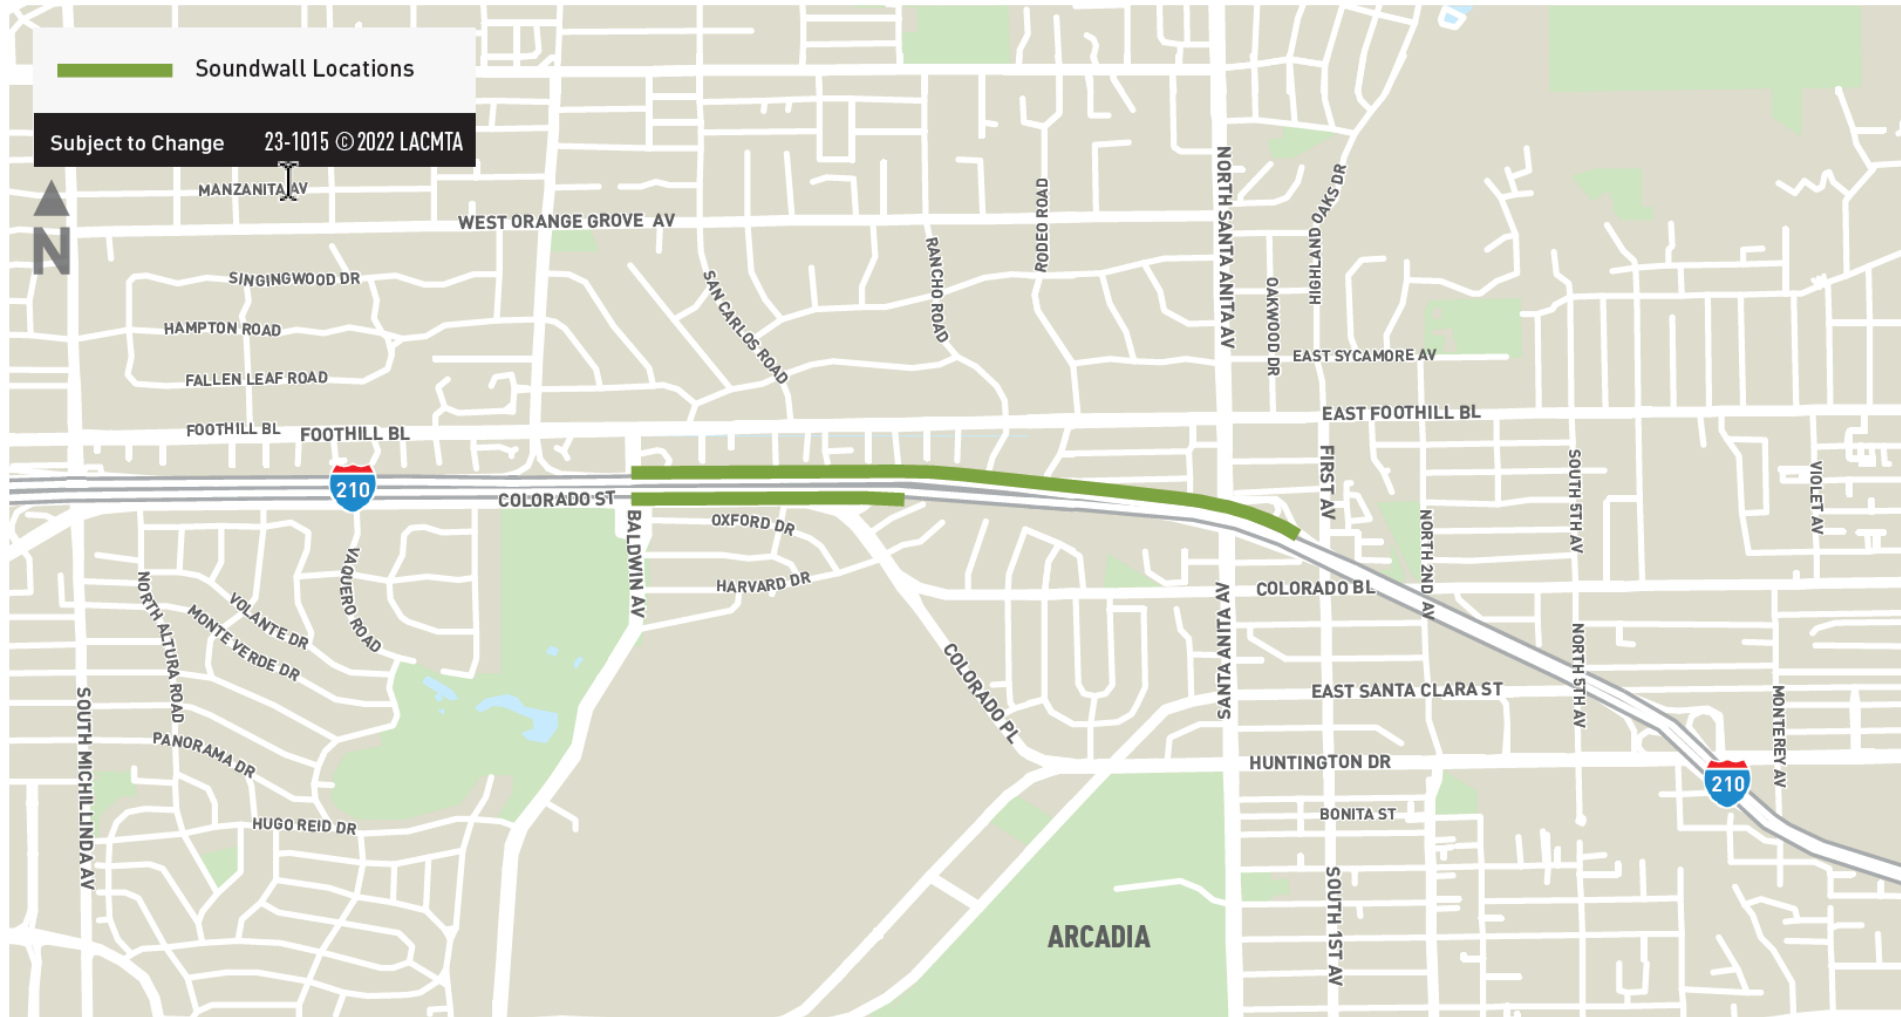 Soundwall Locations
Subject to Change 23-1015 ©2022 LACMTA
MANZANITA AV
N
WEST ORANGE GROVE AV
NORTH SANTA ANITA AV
HIGHLAND OAKS DR
RODEO ROAD
RANCHO ROAD
SAN CARLOS ROAD
OAKWOOD DR
SINGINGWOOD DR
HAMPTON ROAD
FALLEN LEAF ROAD
EAST SYCAMORE AV
FOOTHILL BL
FOOTHILL BL
EAST FOOTHILL BL
210
COLORADO ST
FIRST AV
SOUTH 5TH AV
VIOLET AV
BALDWIN AV
OXFORD DR
HARVARD DR
NORTH 2ND AV
COLORADO BL
VAQUERO ROAD
NORTH ALTURA ROAD
VOLANTE DR
MONTE VERDE DR
SANTA ANITA AV
COLORADO PL
NORTH 5TH AV
EAST SANTA CLARA ST
MONTEREY AV
SOUTH MICHILLINDA AV
PANORAMA DR
HUNTINGTON DR
210
BONITA ST
HUGO REID DR
SOUTH 1ST AV
ARCADIA